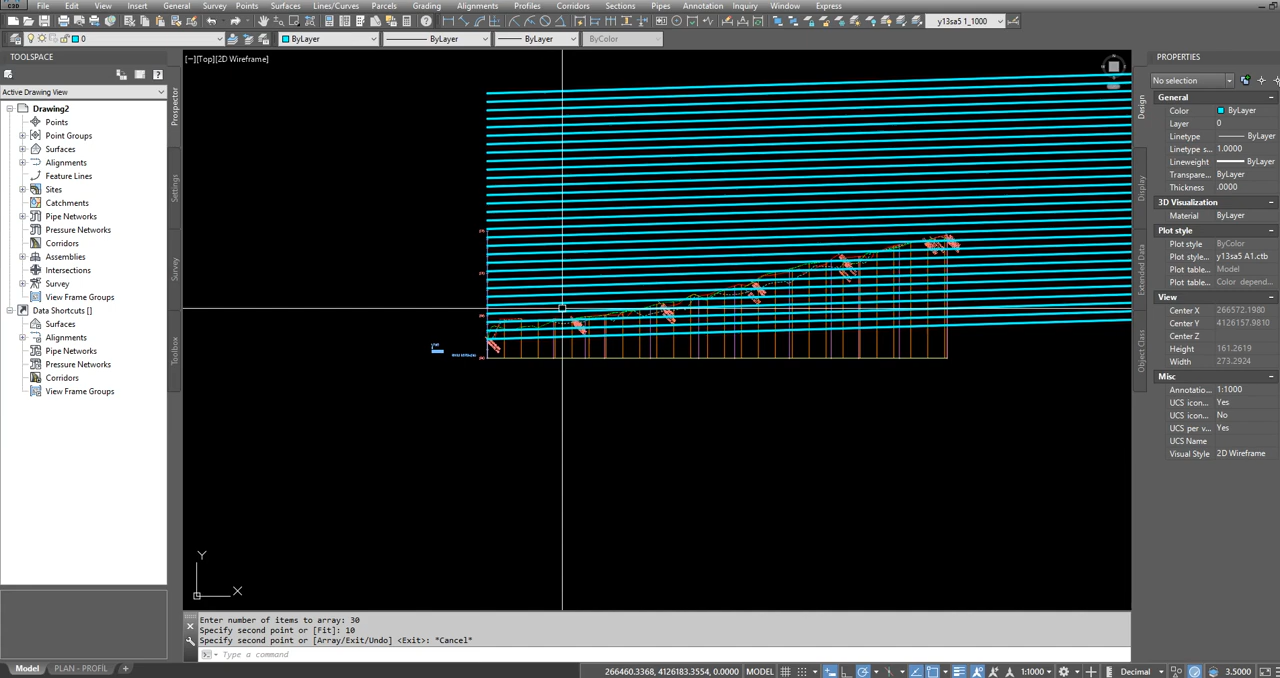 File Edit View Insert General Survey Points Surfaces Lines/Curves Parcels Grading Alignments Profiles Corridors Sections Pipes Annotation Inquiry Window Express
y13sa5 1_1000
0 ByLayer ByLayer ByLayer ByColor
TOOLSPACE
[−][Top][2D Wireframe]
PROPERTIES
Active Drawing View
No selection
Drawing2
Points
Point Groups
Surfaces
Alignments
Feature Lines
Sites
Catchments
Pipe Networks
Pressure Networks
Corridors
Assemblies
Intersections
Survey
View Frame Groups
Data Shortcuts []
Surfaces
Alignments
Pipe Networks
Pressure Networks
Corridors
View Frame Groups
Prospector
Settings
Survey
Toolbox
Y
X
Design
Display
Extended Data
Object Class
General
Color ByLayer
Layer 0
Linetype ByLayer
Linetype s... 1.0000
Lineweight ByLayer
Transpare... ByLayer
Thickness .0000
3D Visualization
Material ByLayer
Plot style
Plot style ByColor
Plot style... y13sa5 A1.ctb
Plot table... Model
Plot table... Color depen...
View
Center X 266572.1980
Center Y 4126157.9810
Center Z
Height 161.2619
Width 273.2924
Misc
Annotatio... 1:1000
UCS icon... Yes
UCS icon... No
UCS per v... Yes
UCS Name
Visual Style 2D Wireframe
Enter number of items to array: 30
Specify second point or [Fit]: 10
Specify second point or [Array/Exit/Undo] <Exit>: *Cancel*
Type a command
Model PLAN - PROFIL +
266460.3368, 4126183.3554, 0.0000 MODEL 1:1000 Decimal 3.5000